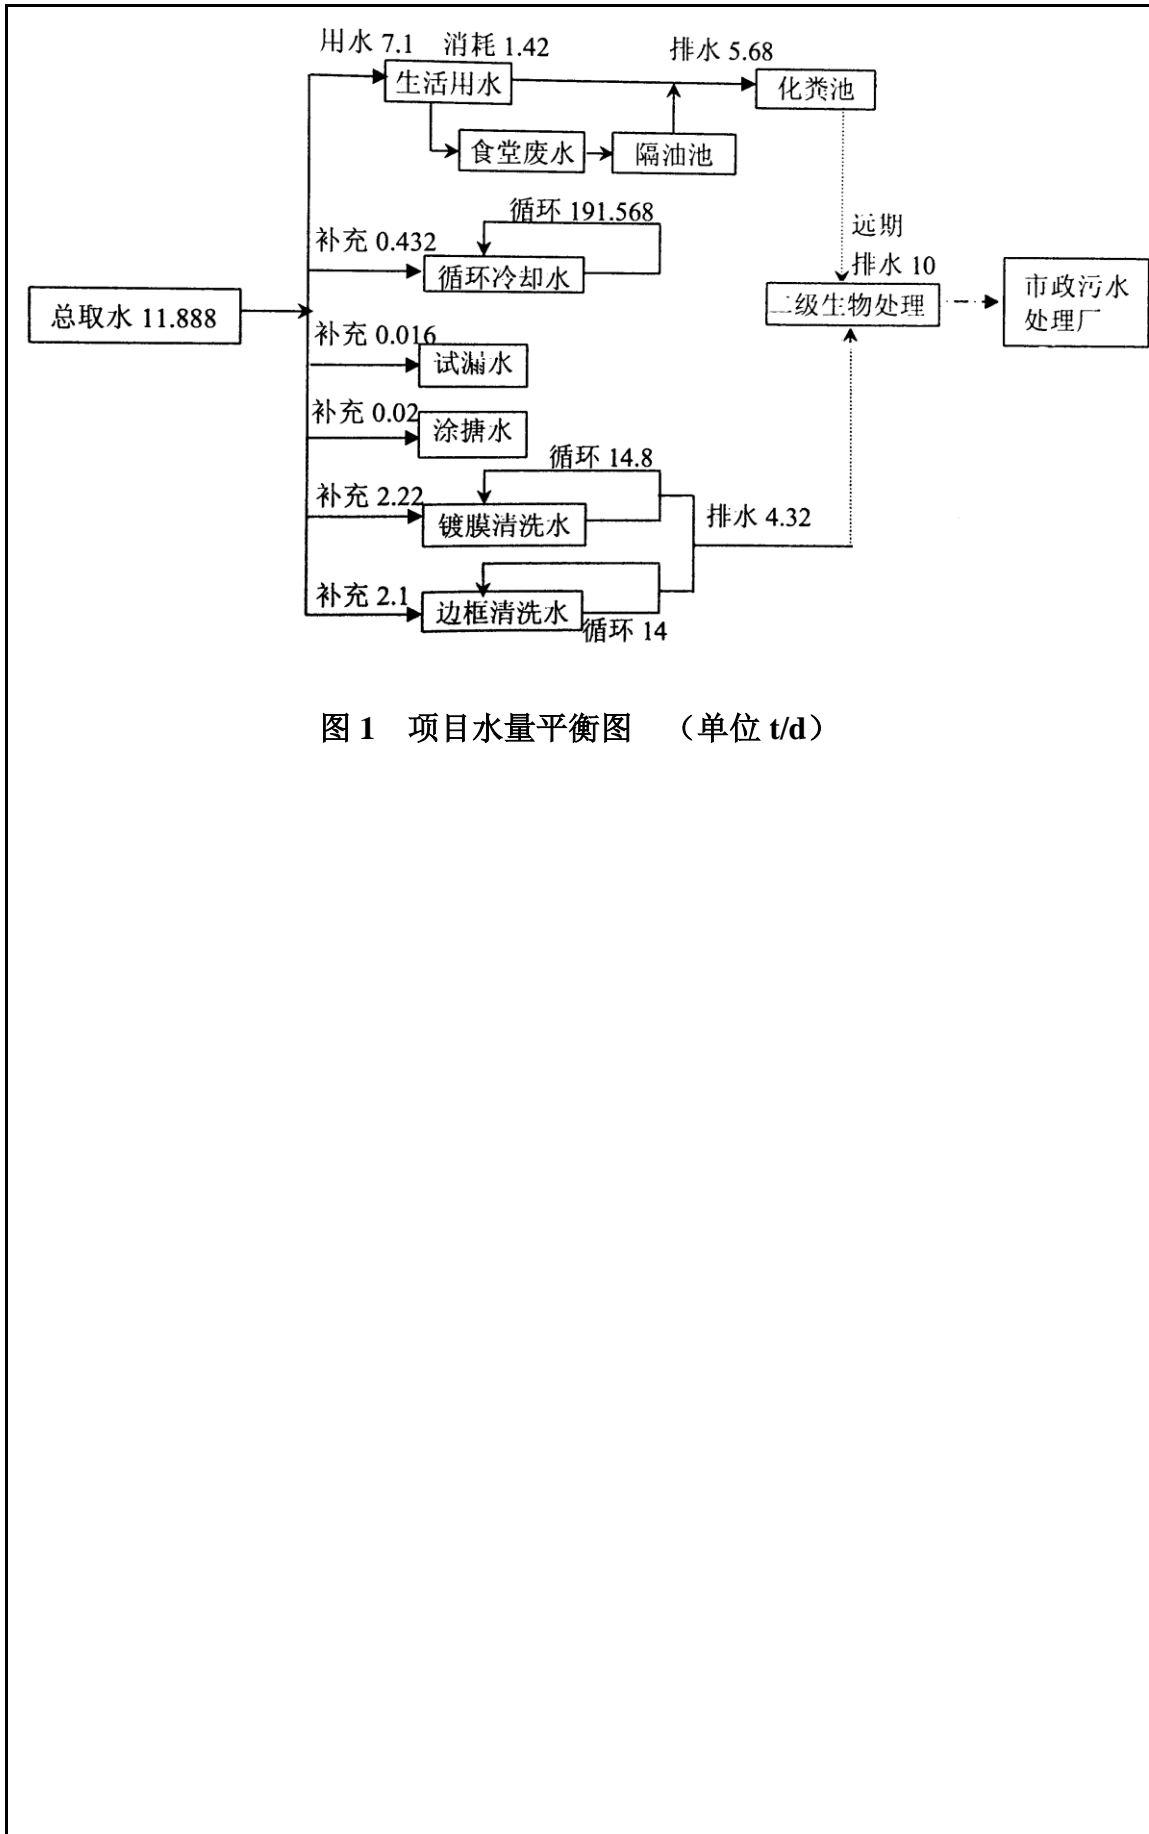 用水 7.1
消耗 1.42
排水 5.68
生活用水
化粪池
食堂废水
隔油池
循环 191.568
补充 0.432
循环冷却水
远期
排水 10
二级生物处理
市政污水
处理厂
总取水 11.888
补充 0.016
试漏水
补充 0.02
涂搪水
循环 14.8
补充 2.22
镀膜清洗水
排水 4.32
补充 2.1
边框清洗水
循环 14
图 1 项目水量平衡图 （单位 t/d）